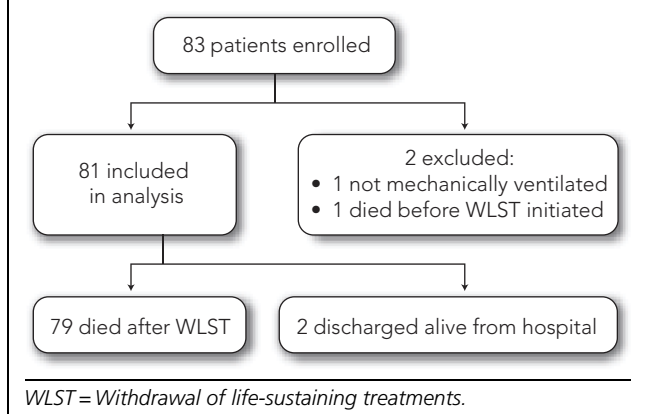 83 patients enrolled
81 included
in analysis
2 excluded:
• 1 not mechanically ventilated
• 1 died before WLST initiated
79 died after WLST
2 discharged alive from hospital
WLST = Withdrawal of life-sustaining treatments.